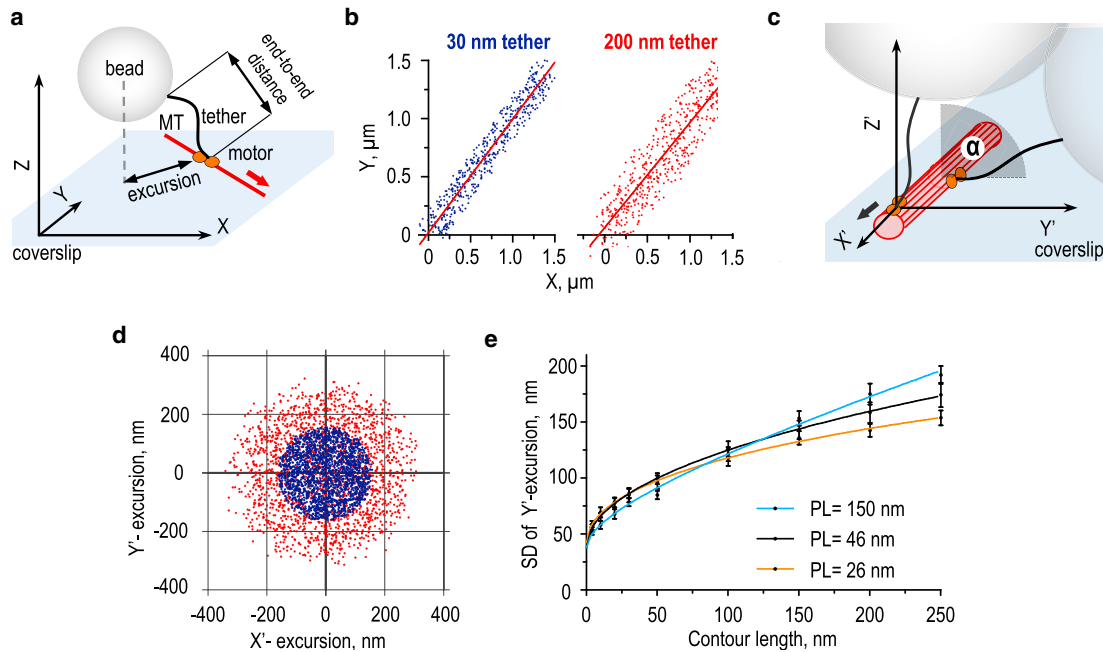 a
bead
end-to-end
distance
MT
tether
motor
excursion
Z
Y
X
coverslip
b
30 nm tether
200 nm tether
Y, µm
1.5
1.0
0.5
0
0 0.5 1.0 1.5
0 0.5 1.0 1.5
X, µm
c
Z'
α
X'
Y'
coverslip
d
Y'- excursion, nm
400
200
0
-200
-400
-400 -200 0 200 400
X'- excursion, nm
e
SD of Y'-excursion, nm
200
150
100
50
0
PL= 150 nm
PL= 46 nm
PL= 26 nm
0 50 100 150 200 250
Contour length, nm